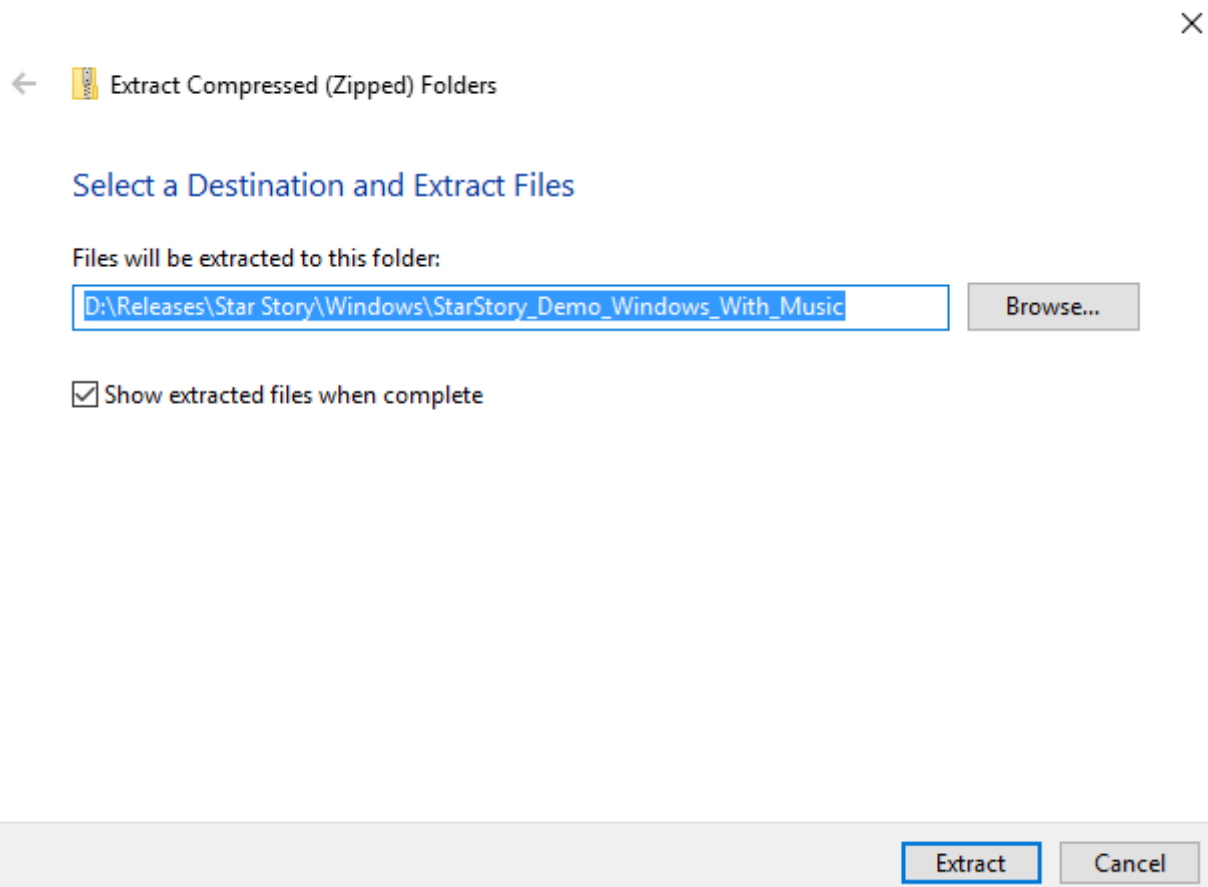 Extract Compressed (Zipped) Folders
Select a Destination and Extract Files
Files will be extracted to this folder:
D:\Releases\Star Story\Windows\StarStory_Demo_Windows_With_Music
Browse...
Show extracted files when complete
Extract
Cancel